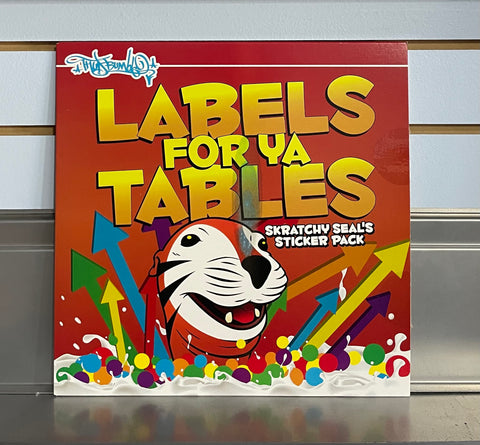 LABELS
FOR YA
TABLES
SKRATCHY SEAL'S
STICKER PACK